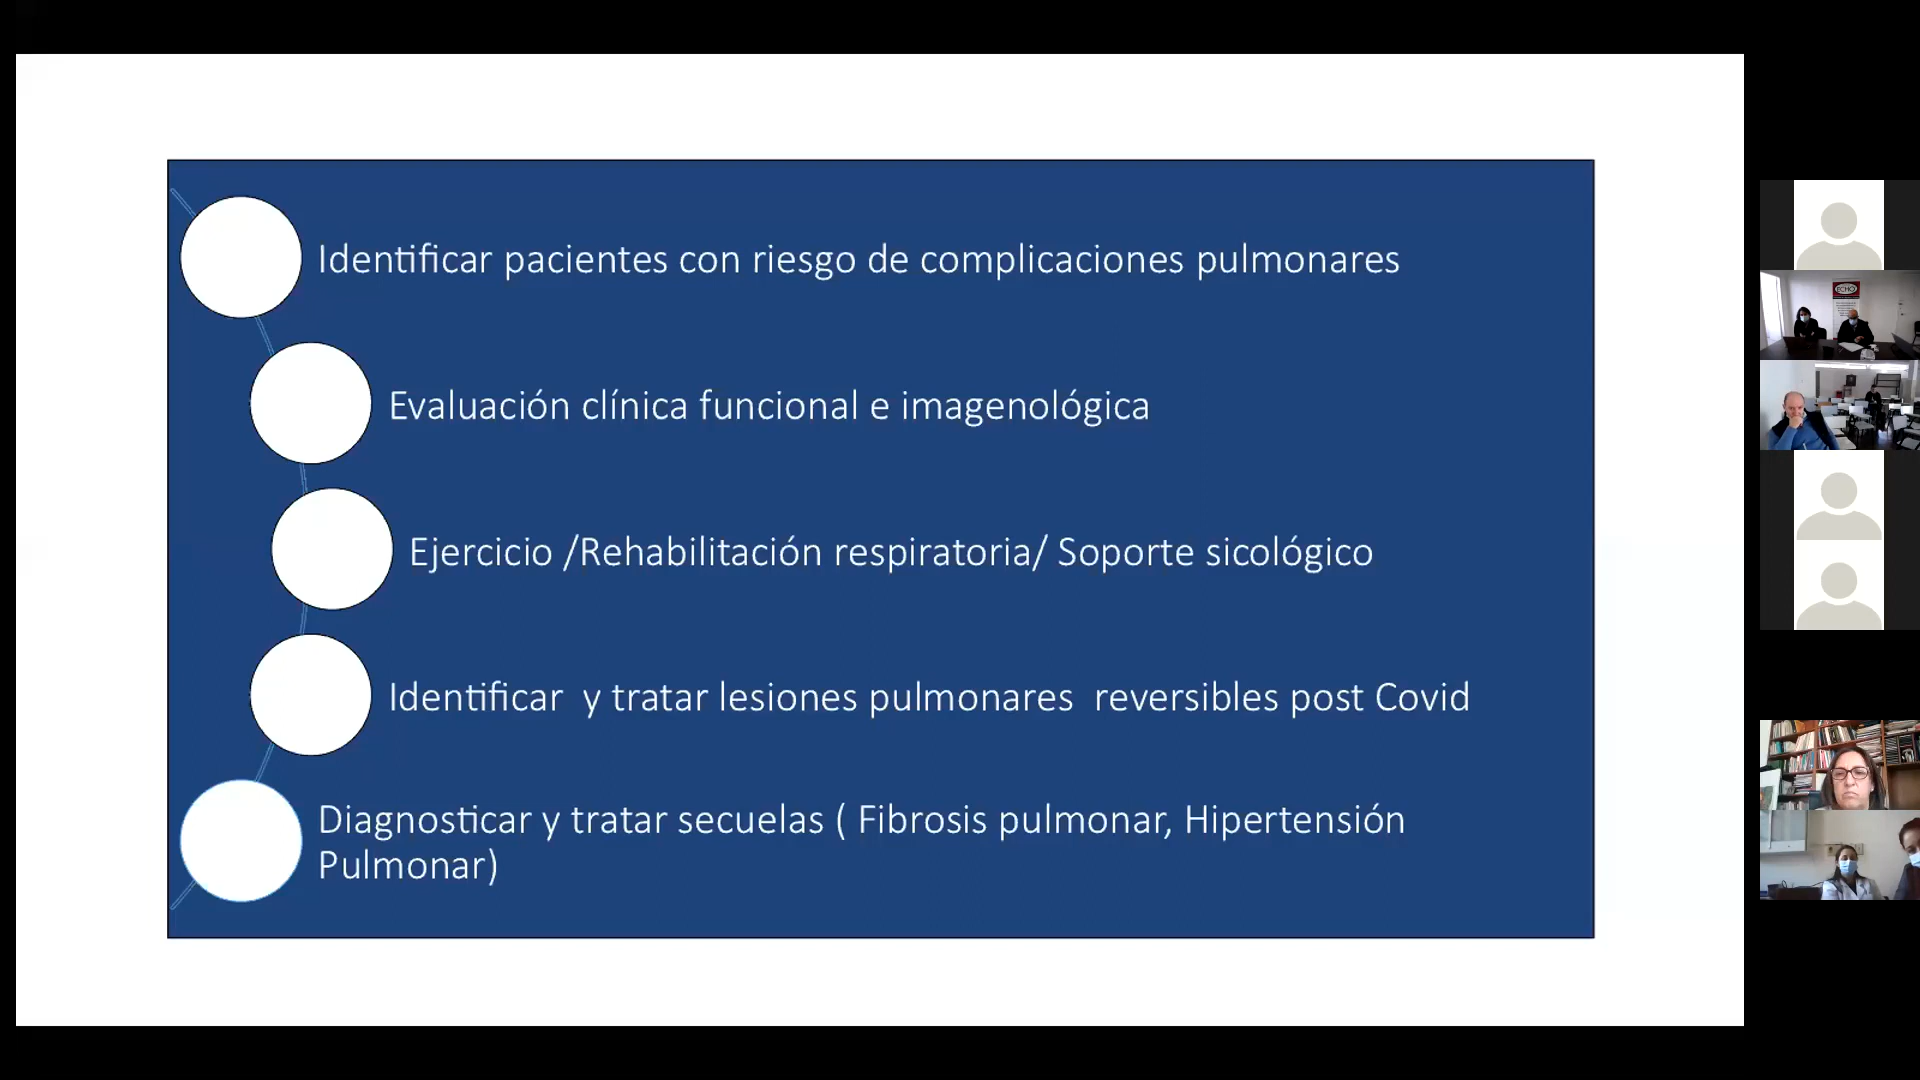 Identificar pacientes con riesgo de complicaciones pulmonares
Evaluación clínica funcional e imagenológica
Ejercicio /Rehabilitación respiratoria/ Soporte sicológico
Identificar  y tratar lesiones pulmonares  reversibles post Covid
Diagnosticar y tratar secuelas ( Fibrosis pulmonar, Hipertensión
Pulmonar)
ECHO